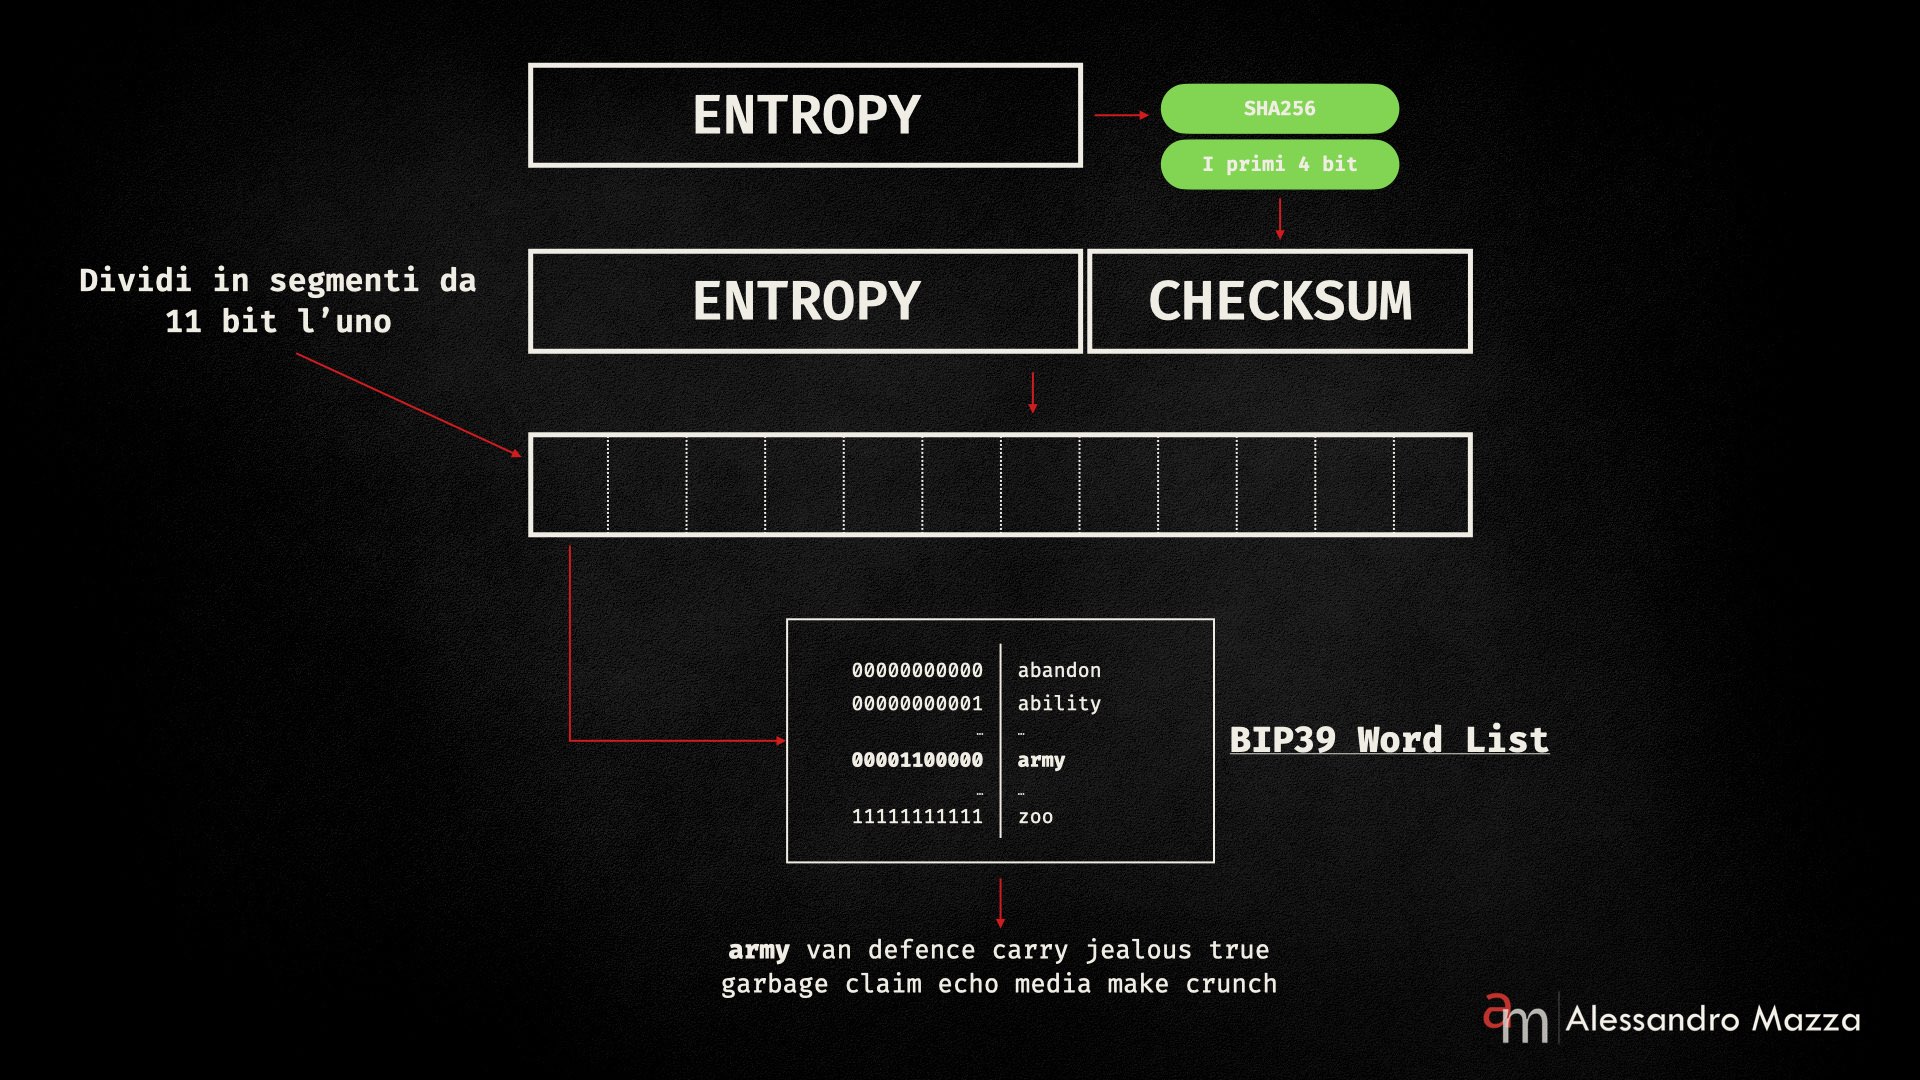 ENTROPY
SHA256
I primi 4 bit
Dividi in segmenti da
11 bit l’uno
ENTROPY
CHECKSUM
00000000000 abandon
00000000001 ability
… …
00001100000 army
… …
11111111111 zoo
BIP39 Word List
army van defence carry jealous true
garbage claim echo media make crunch
am Alessandro Mazza